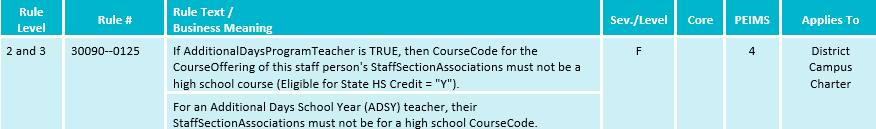 Rule Level
Rule #
Rule Text /
Business Meaning
Sev./Level
Core
PEIMS
Applies To
2 and 3
30090--0125
If AdditionalDaysProgramTeacher is TRUE, then CourseCode for the
CourseOffering of this staff person's StaffSectionAssociations must not be a
high school course (Eligible for State HS Credit = "Y").
F
4
District
Campus
Charter
For an Additional Days School Year (ADSY) teacher, their
StaffSectionAssociations must not be for a high school CourseCode.